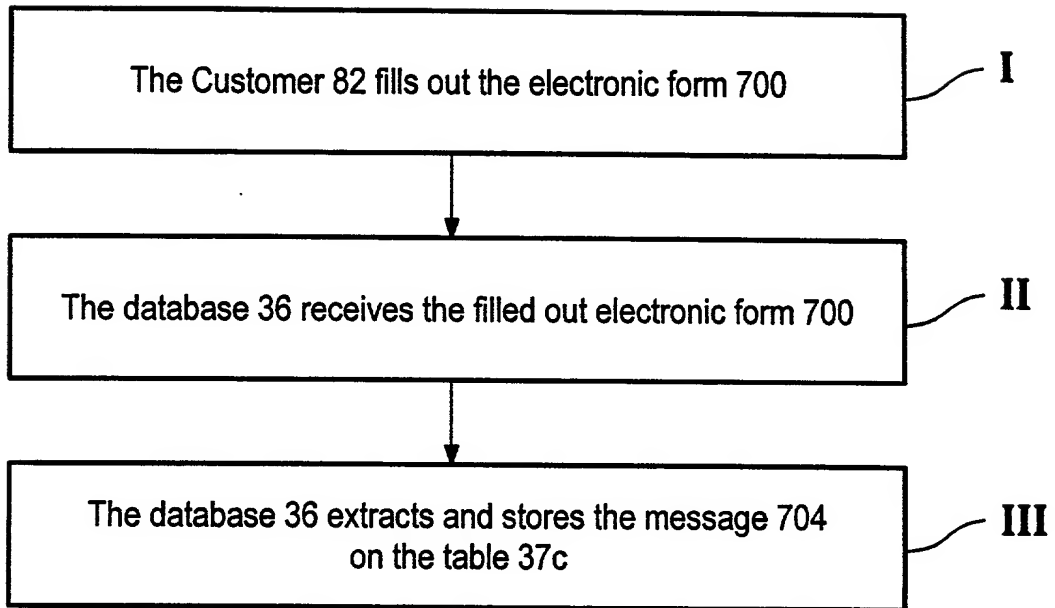 The Customer 82 fills out the electronic form 700
I
The database 36 receives the filled out electronic form 700
II
The database 36 extracts and stores the message 704
on the table 37c
III